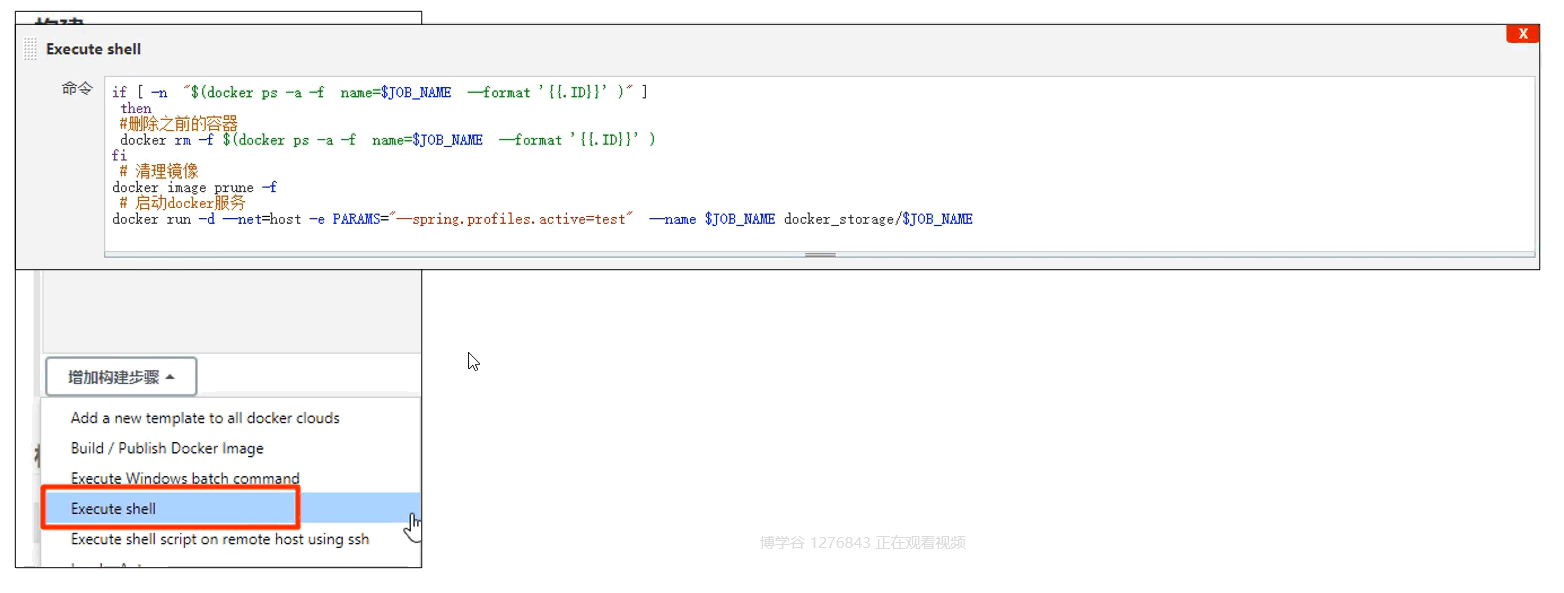 Execute shell
X
命令
if [ -n "$(docker ps -a -f name=$JOB_NAME --format '{{.ID}}' )" ]
then
#删除之前的容器
docker rm -f $(docker ps -a -f name=$JOB_NAME --format '{{.ID}}' )
fi
# 清理镜像
docker image prune -f
# 启动docker服务
docker run -d --net=host -e PARAMS="--spring.profiles.active=test" --name $JOB_NAME docker_storage/$JOB_NAME
增加构建步骤
Add a new template to all docker clouds
Build / Publish Docker Image
Execute Windows batch command
Execute shell
Execute shell script on remote host using ssh
博学谷 1276843 正在观看视频